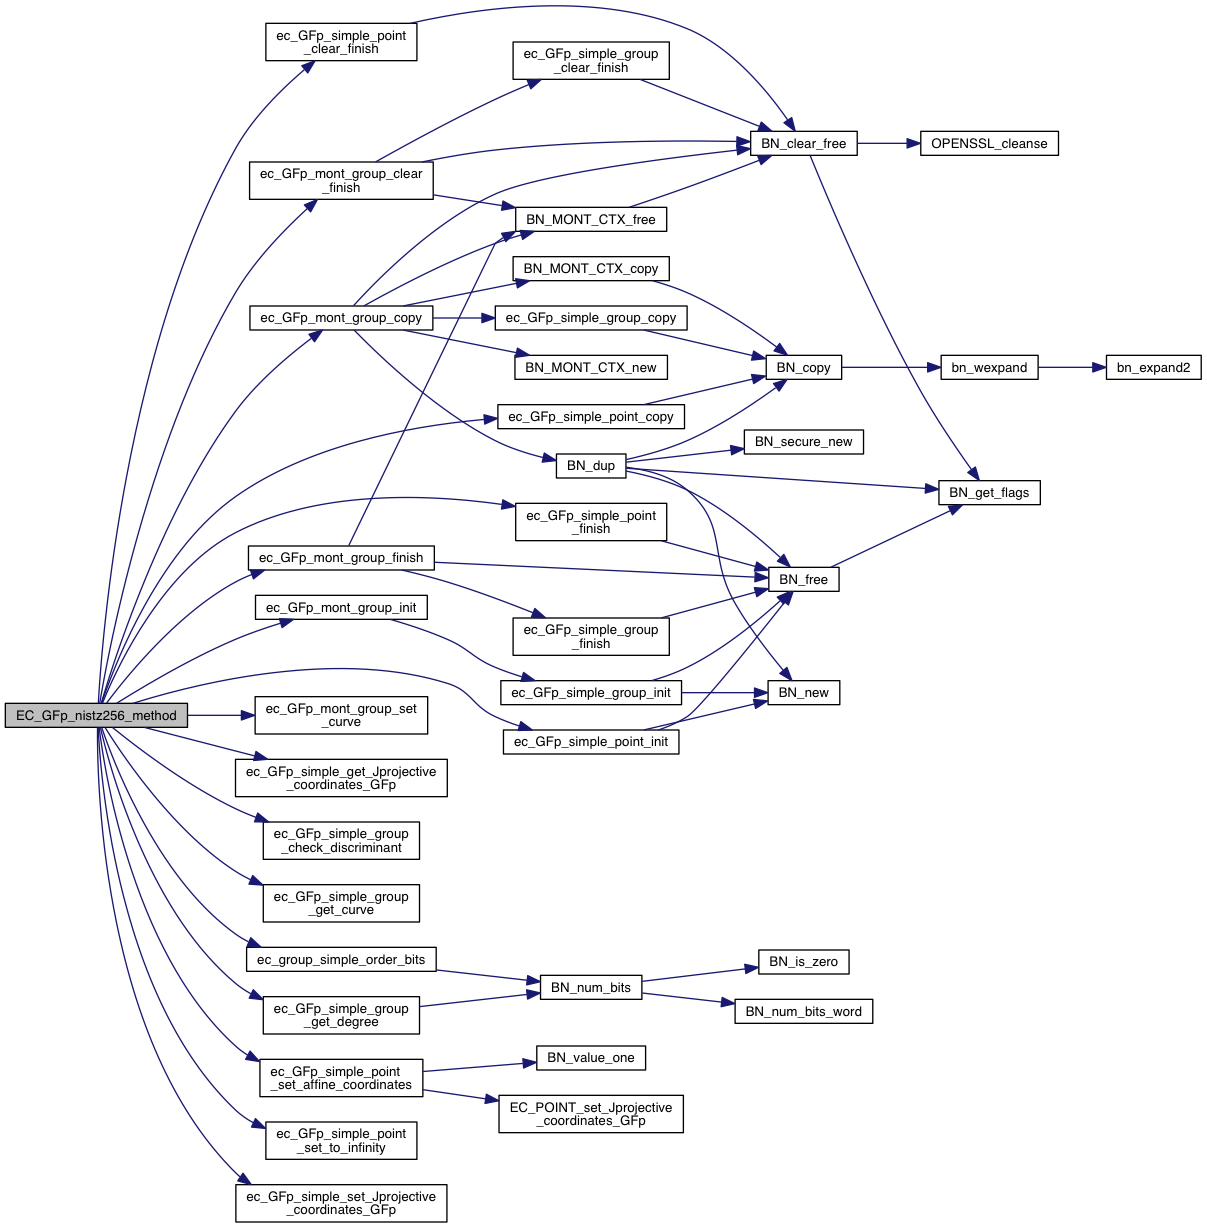 ec_GFp_simple_point
_clear_finish
ec_GFp_simple_group
_clear_finish
BN_clear_free
OPENSSL_cleanse
ec_GFp_mont_group_clear
_finish
BN_MONT_CTX_free
BN_MONT_CTX_copy
ec_GFp_mont_group_copy
ec_GFp_simple_group_copy
BN_MONT_CTX_new
BN_copy
bn_wexpand
bn_expand2
ec_GFp_simple_point_copy
BN_secure_new
BN_dup
BN_get_flags
ec_GFp_simple_point
_finish
ec_GFp_mont_group_finish
BN_free
ec_GFp_mont_group_init
ec_GFp_simple_group
_finish
ec_GFp_simple_group_init
BN_new
EC_GFp_nistz256_method
ec_GFp_mont_group_set
_curve
ec_GFp_simple_point_init
ec_GFp_simple_get_Jprojective
_coordinates_GFp
ec_GFp_simple_group
_check_discriminant
ec_GFp_simple_group
_get_curve
ec_group_simple_order_bits
BN_is_zero
BN_num_bits
ec_GFp_simple_group
_get_degree
BN_num_bits_word
BN_value_one
ec_GFp_simple_point
_set_affine_coordinates
EC_POINT_set_Jprojective
_coordinates_GFp
ec_GFp_simple_point
_set_to_infinity
ec_GFp_simple_set_Jprojective
_coordinates_GFp